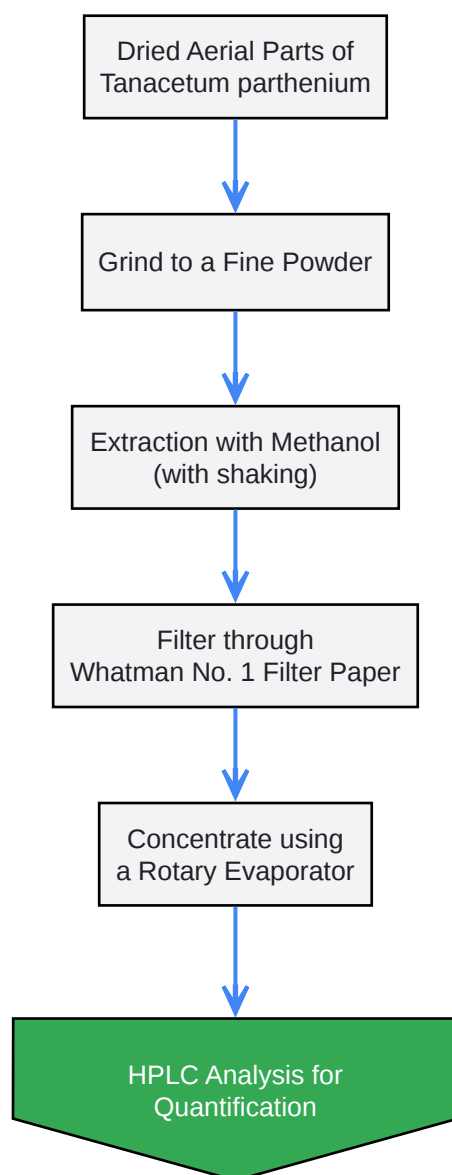 Dried Aerial Parts of
Tanacetum parthenium
Grind to a Fine Powder
Extraction with Methanol
(with shaking)
Filter through
Whatman No. 1 Filter Paper
Concentrate using
a Rotary Evaporator
HPLC Analysis for
Quantification